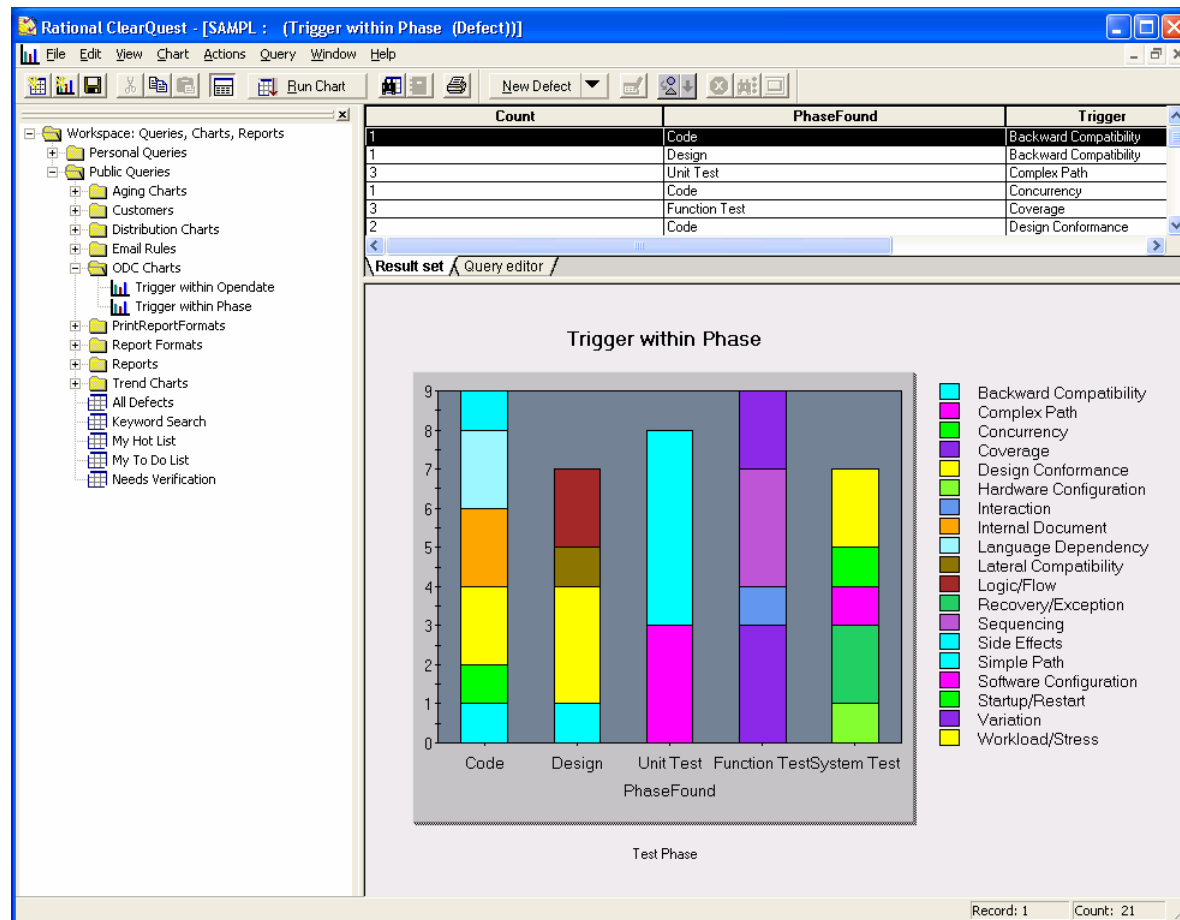 Rational ClearQuest - [SAMPL : (Trigger within Phase (Defect))]
File Edit View Chart Actions Query Window Help
Run Chart
New Defect
Workspace: Queries, Charts, Reports
Personal Queries
Public Queries
Aging Charts
Customers
Distribution Charts
Email Rules
ODC Charts
Trigger within Opendate
Trigger within Phase
PrintReportFormats
Report Formats
Reports
Trend Charts
All Defects
Keyword Search
My Hot List
My To Do List
Needs Verification
Count PhaseFound Trigger
1 Code Backward Compatibility
1 Design Backward Compatibility
3 Unit Test Complex Path
1 Code Concurrency
3 Function Test Coverage
2 Code Design Conformance
Result set Query editor
Trigger within Phase
9
8
7
6
5
4
3
2
1
0
Code Design Unit Test Function Test System Test
PhaseFound
Test Phase
Backward Compatibility
Complex Path
Concurrency
Coverage
Design Conformance
Hardware Configuration
Interaction
Internal Document
Language Dependency
Lateral Compatibility
Logic/Flow
Recovery/Exception
Sequencing
Side Effects
Simple Path
Software Configuration
Startup/Restart
Variation
Workload/Stress
Record: 1 Count: 21